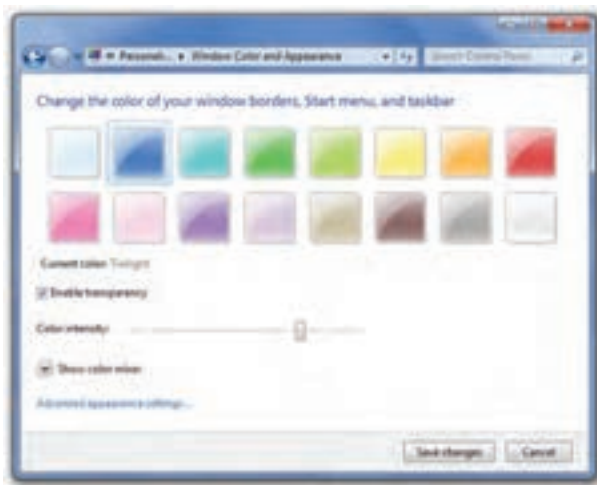 « Personali... ▸ Window Color and Appearance
Search Control Panel
Change the color of your window borders, Start menu, and taskbar
Current color: Twilight
Enable transparency
Color intensity:
Show color mixer
Advanced appearance settings...
Save changes Cancel